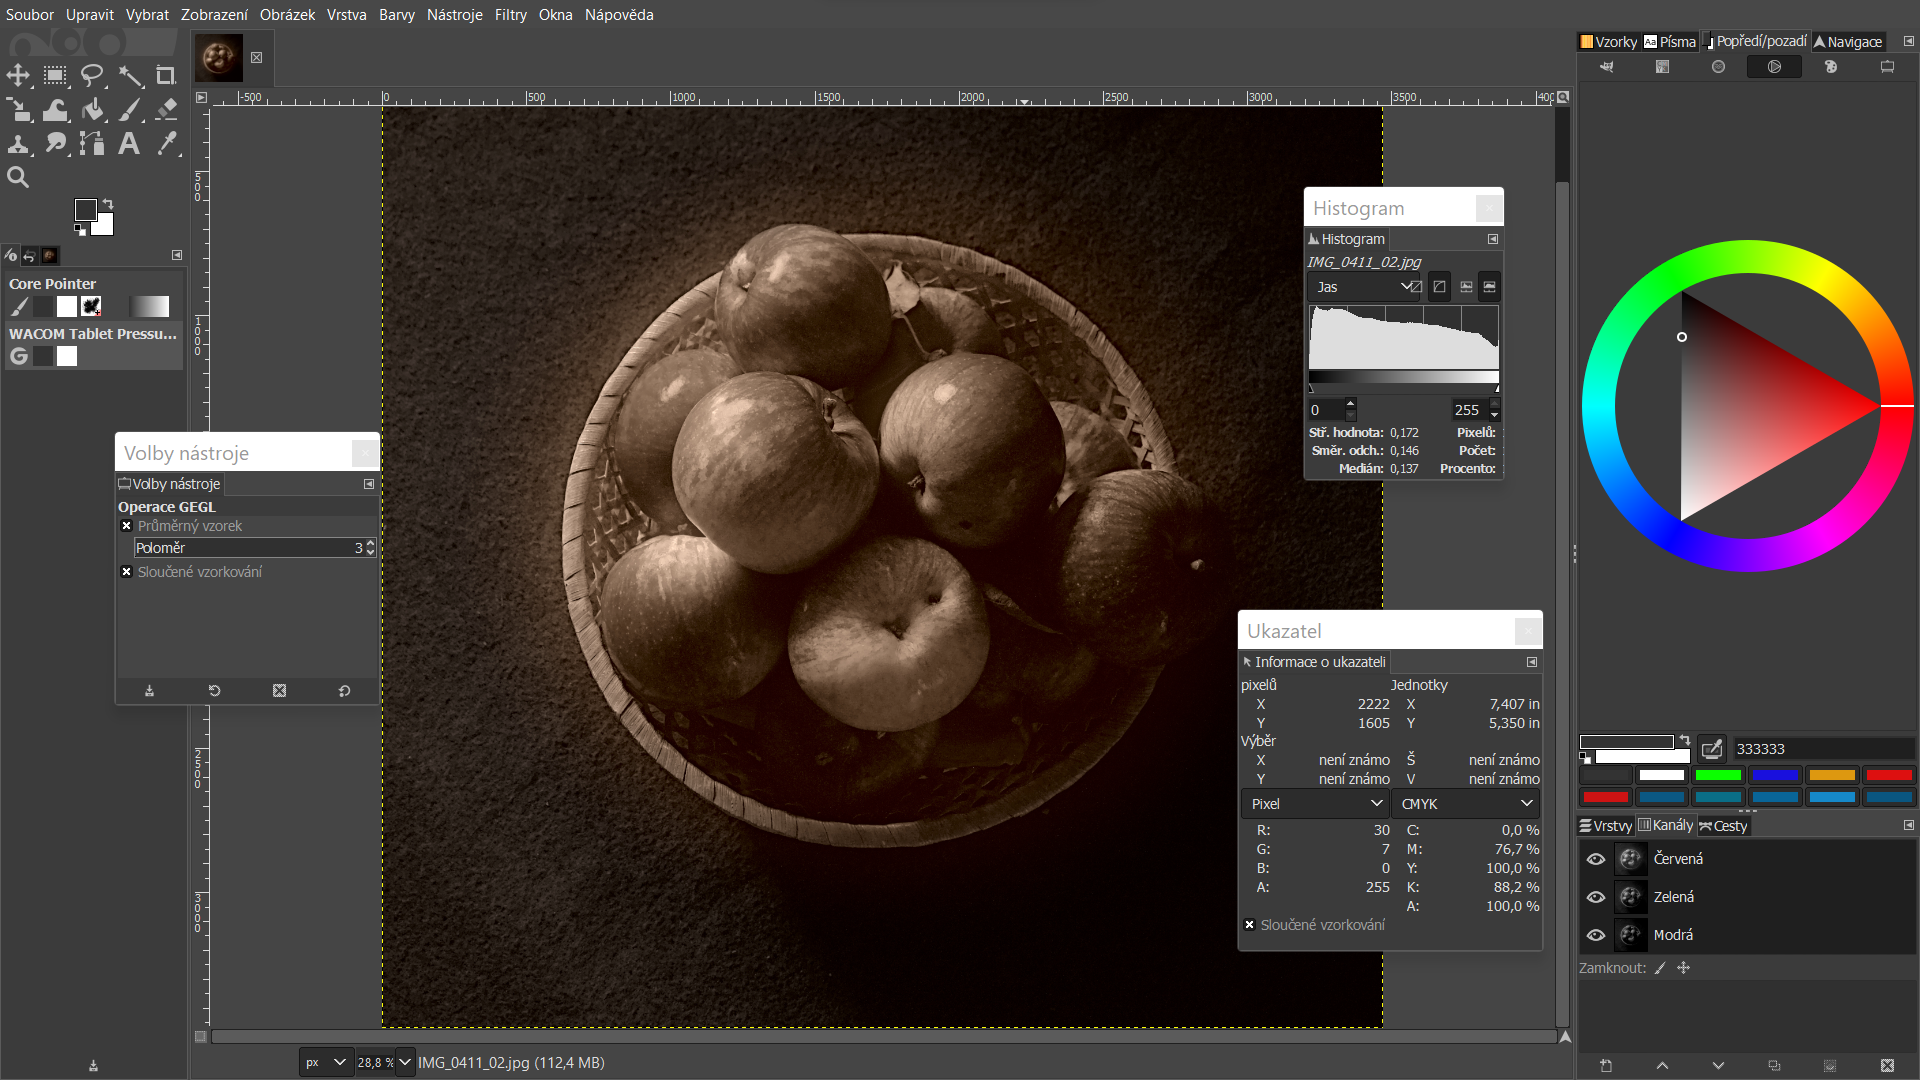 Soubor Upravit Vybrat Zobrazení Obrázek Vrstva Barvy Nástroje Filtry Okna Nápověda
-500 0 500 1000 1500 2000 2500 3000 3500 400
500
1000
2500
3000
Core Pointer
WACOM Tablet Pressu...
Volby nástroje
Volby nástroje
Operace GEGL
Průměrný vzorek
Poloměr 3
Sloučené vzorkování
Histogram
Histogram
IMG_0411_02.jpg
Jas
0 255
Stř. hodnota: 0,172 Pixelů:
Směr. odch.: 0,146 Počet:
Medián: 0,137 Procento:
Ukazatel
Informace o ukazateli
pixelů Jednotky
X 2222 X 7,407 in
Y 1605 Y 5,350 in
Výběr
X není známo Š není známo
Y není známo V není známo
Pixel CMYK
R: 30 C: 0,0 %
G: 7 M: 76,7 %
B: 0 Y: 100,0 %
A: 255 K: 88,2 %
A: 100,0 %
Sloučené vzorkování
Vzorky Aa Písma Popředí/pozadí Navigace
333333
Vrstvy Kanály Cesty
Červená
Zelená
Modrá
Zamknout:
px 28,8 % IMG_0411_02.jpg (112,4 MB)